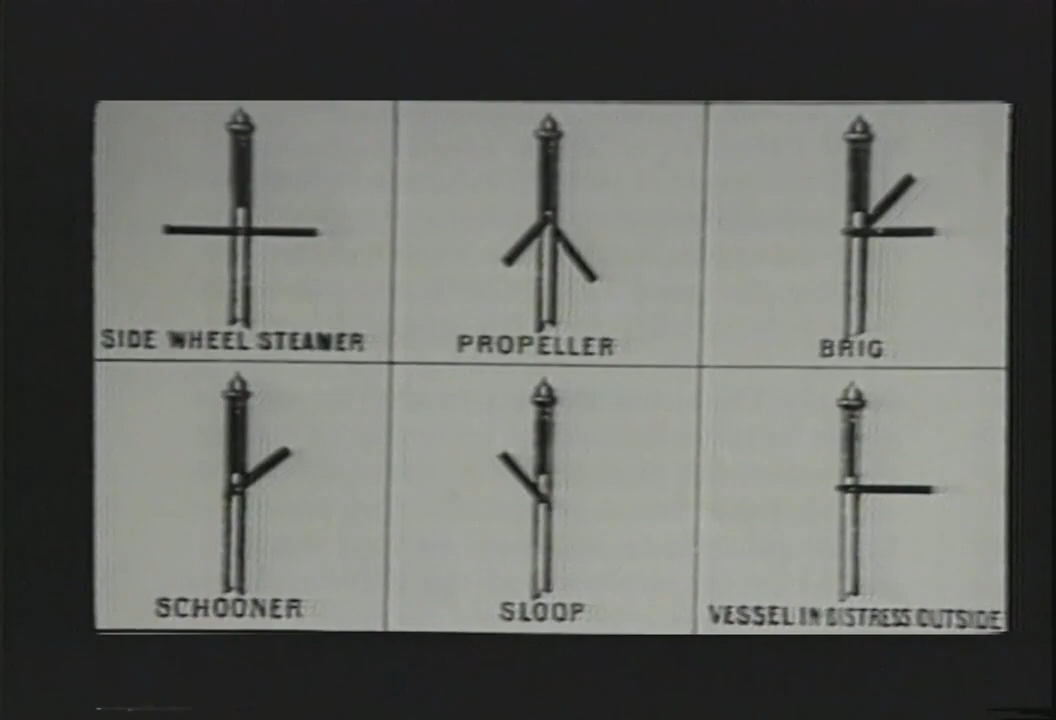 SIDE WHEEL STEAMER
PROPELLER
BRIG
SCHOONER
SLOOP
VESSEL IN DISTRESS OUTSIDE